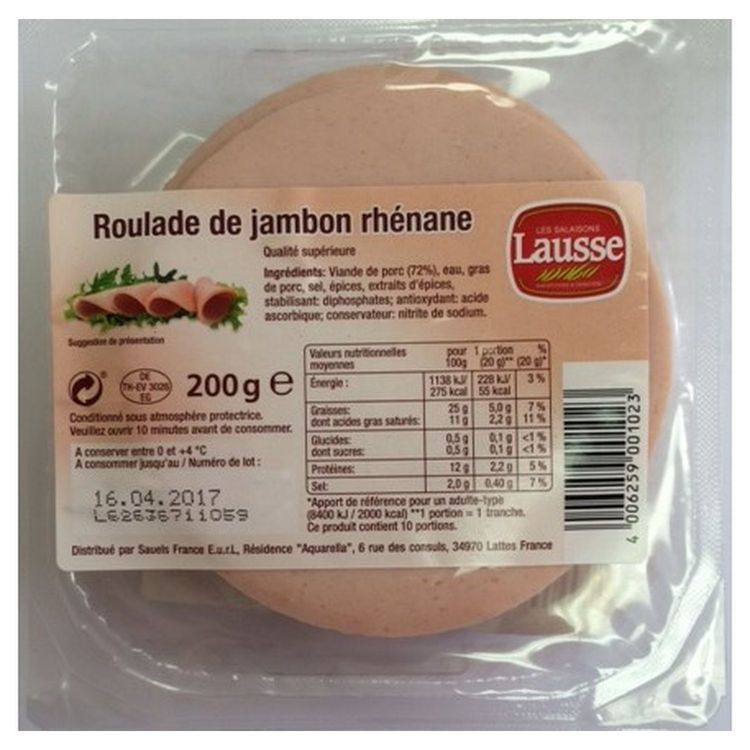 Roulade de jambon rhénane
Qualité supérieure
LES SALAISONS
Lausse
Ingrédients: Viande de porc (72%), eau, gras
de porc, sel, épices, extraits d'épices,
stabilisant: diphosphates; antioxydant: acide
ascorbique; conservateur: nitrite de sodium.
Suggestion de présentation
DE
TH-EV 3026
EG
200 g e
Conditionné sous atmosphère protectrice.
Veuillez ouvrir 10 minutes avant de consommer.
A conserver entre 0 et +4 °C
A consommer jusqu'au / Numéro de lot :
16.04.2017
L62636711059
Valeurs nutritionnelles moyennes pour 100g 1 portion (20 g)** % (20 g)*
Énergie: 1138 kJ/ 228 kJ/ 3 %
275 kcal 55 kcal
Graisses: 25 g 5,0 g 7 %
dont acides gras saturés: 11 g 2,2 g 11 %
Glucides: 0,5 g 0,1 g <1 %
dont sucres: 0,5 g 0,1 g <1 %
Protéines: 12 g 2,2 g 5 %
Sel: 2,0 g 0,40 g 7 %
*Apport de référence pour un adulte-type
(8400 kJ / 2000 kcal) **1 portion = 1 tranche.
Ce produit contient 10 portions.
4 006259 001023
Distribué par Sauels France E.u.r.L, Résidence "Aquarella", 6 rue des consuls, 34970 Lattes France